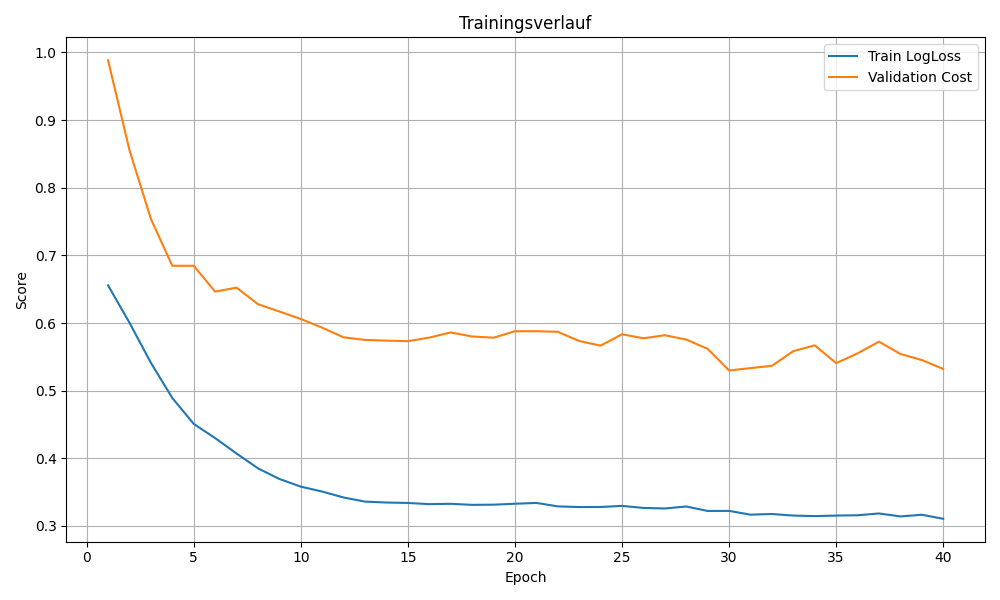 Trainingsverlauf
Train LogLoss
Validation Cost
Score
1.0
0.9
0.8
0.7
0.6
0.5
0.4
0.3
0 5 10 15 20 25 30 35 40
Epoch